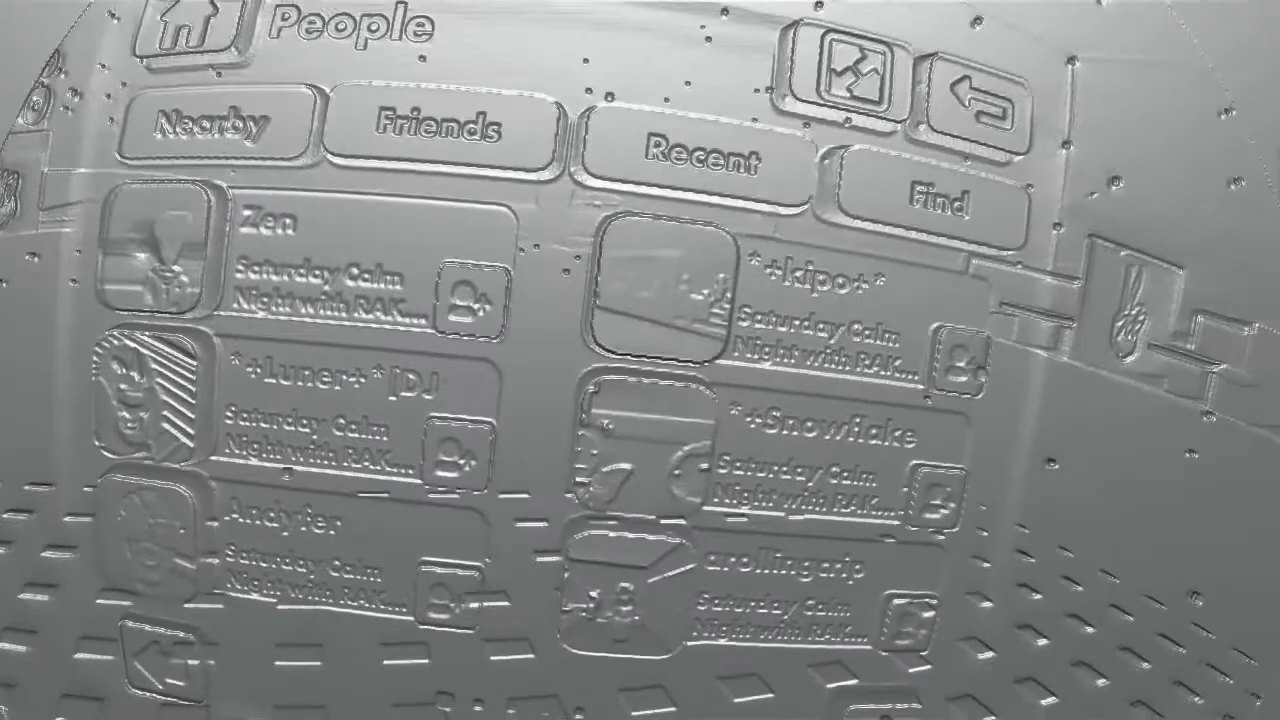 People
Nearby
Friends
Recent
Find
Zen
Saturday Calm
Night with RAK...
*+kipo+*
Saturday Calm
Night with RAK...
*+Luner+* [DJ
Saturday Calm
Night with RAK...
*+Snowflake
Saturday Calm
Night with RAK...
Andyfer
Saturday Calm
Night with RAK...
arollingcrip
Saturday Calm
Night with RAK...